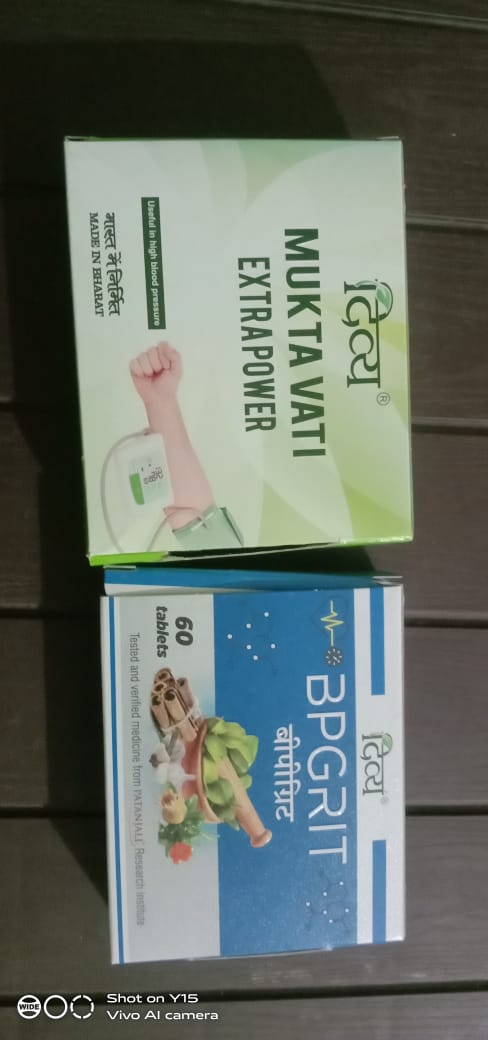 दिव्य®
MUKTA VATI
EXTRAPOWER
Useful in high blood pressure
भारत में निर्मित
MADE IN BHARAT
दिव्य®
BPGRIT
बीपीग्रिट
60
tablets
Tested and verified medicine from PATANJALI Research Institute
WIDE
Shot on Y15
Vivo AI camera